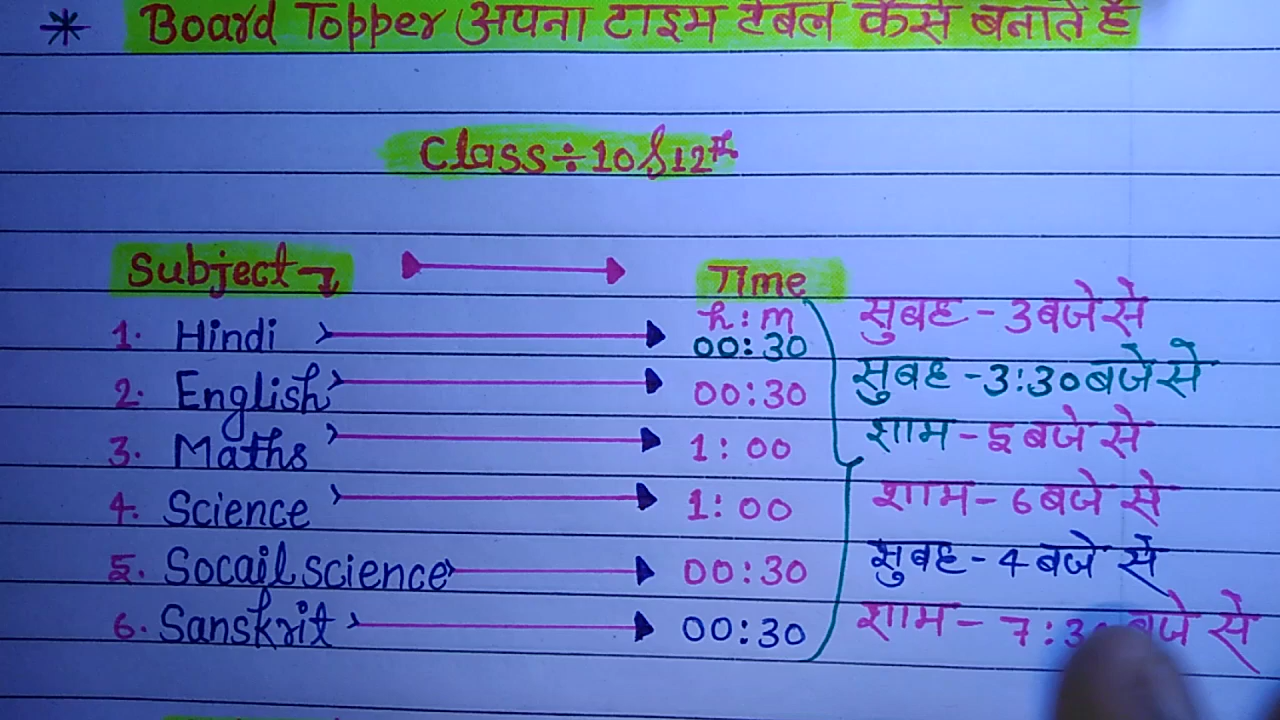 * Board Topper (अपना टाइम टेबल कैसे बनाते है
Class ÷ 10 & 12th
Subject → Time
h : m
1. Hindi 00:30 सुबह - 3 बजे से
2. English 00:30 सुबह - 3:30 बजे से
3. Maths 1:00 शाम - 5 बजे से
4. Science 1:00 शाम - 6 बजे से
5. Socail science 00:30 सुबह - 4 बजे से
6. Sanskrit 00:30 शाम - 7:30 बजे से